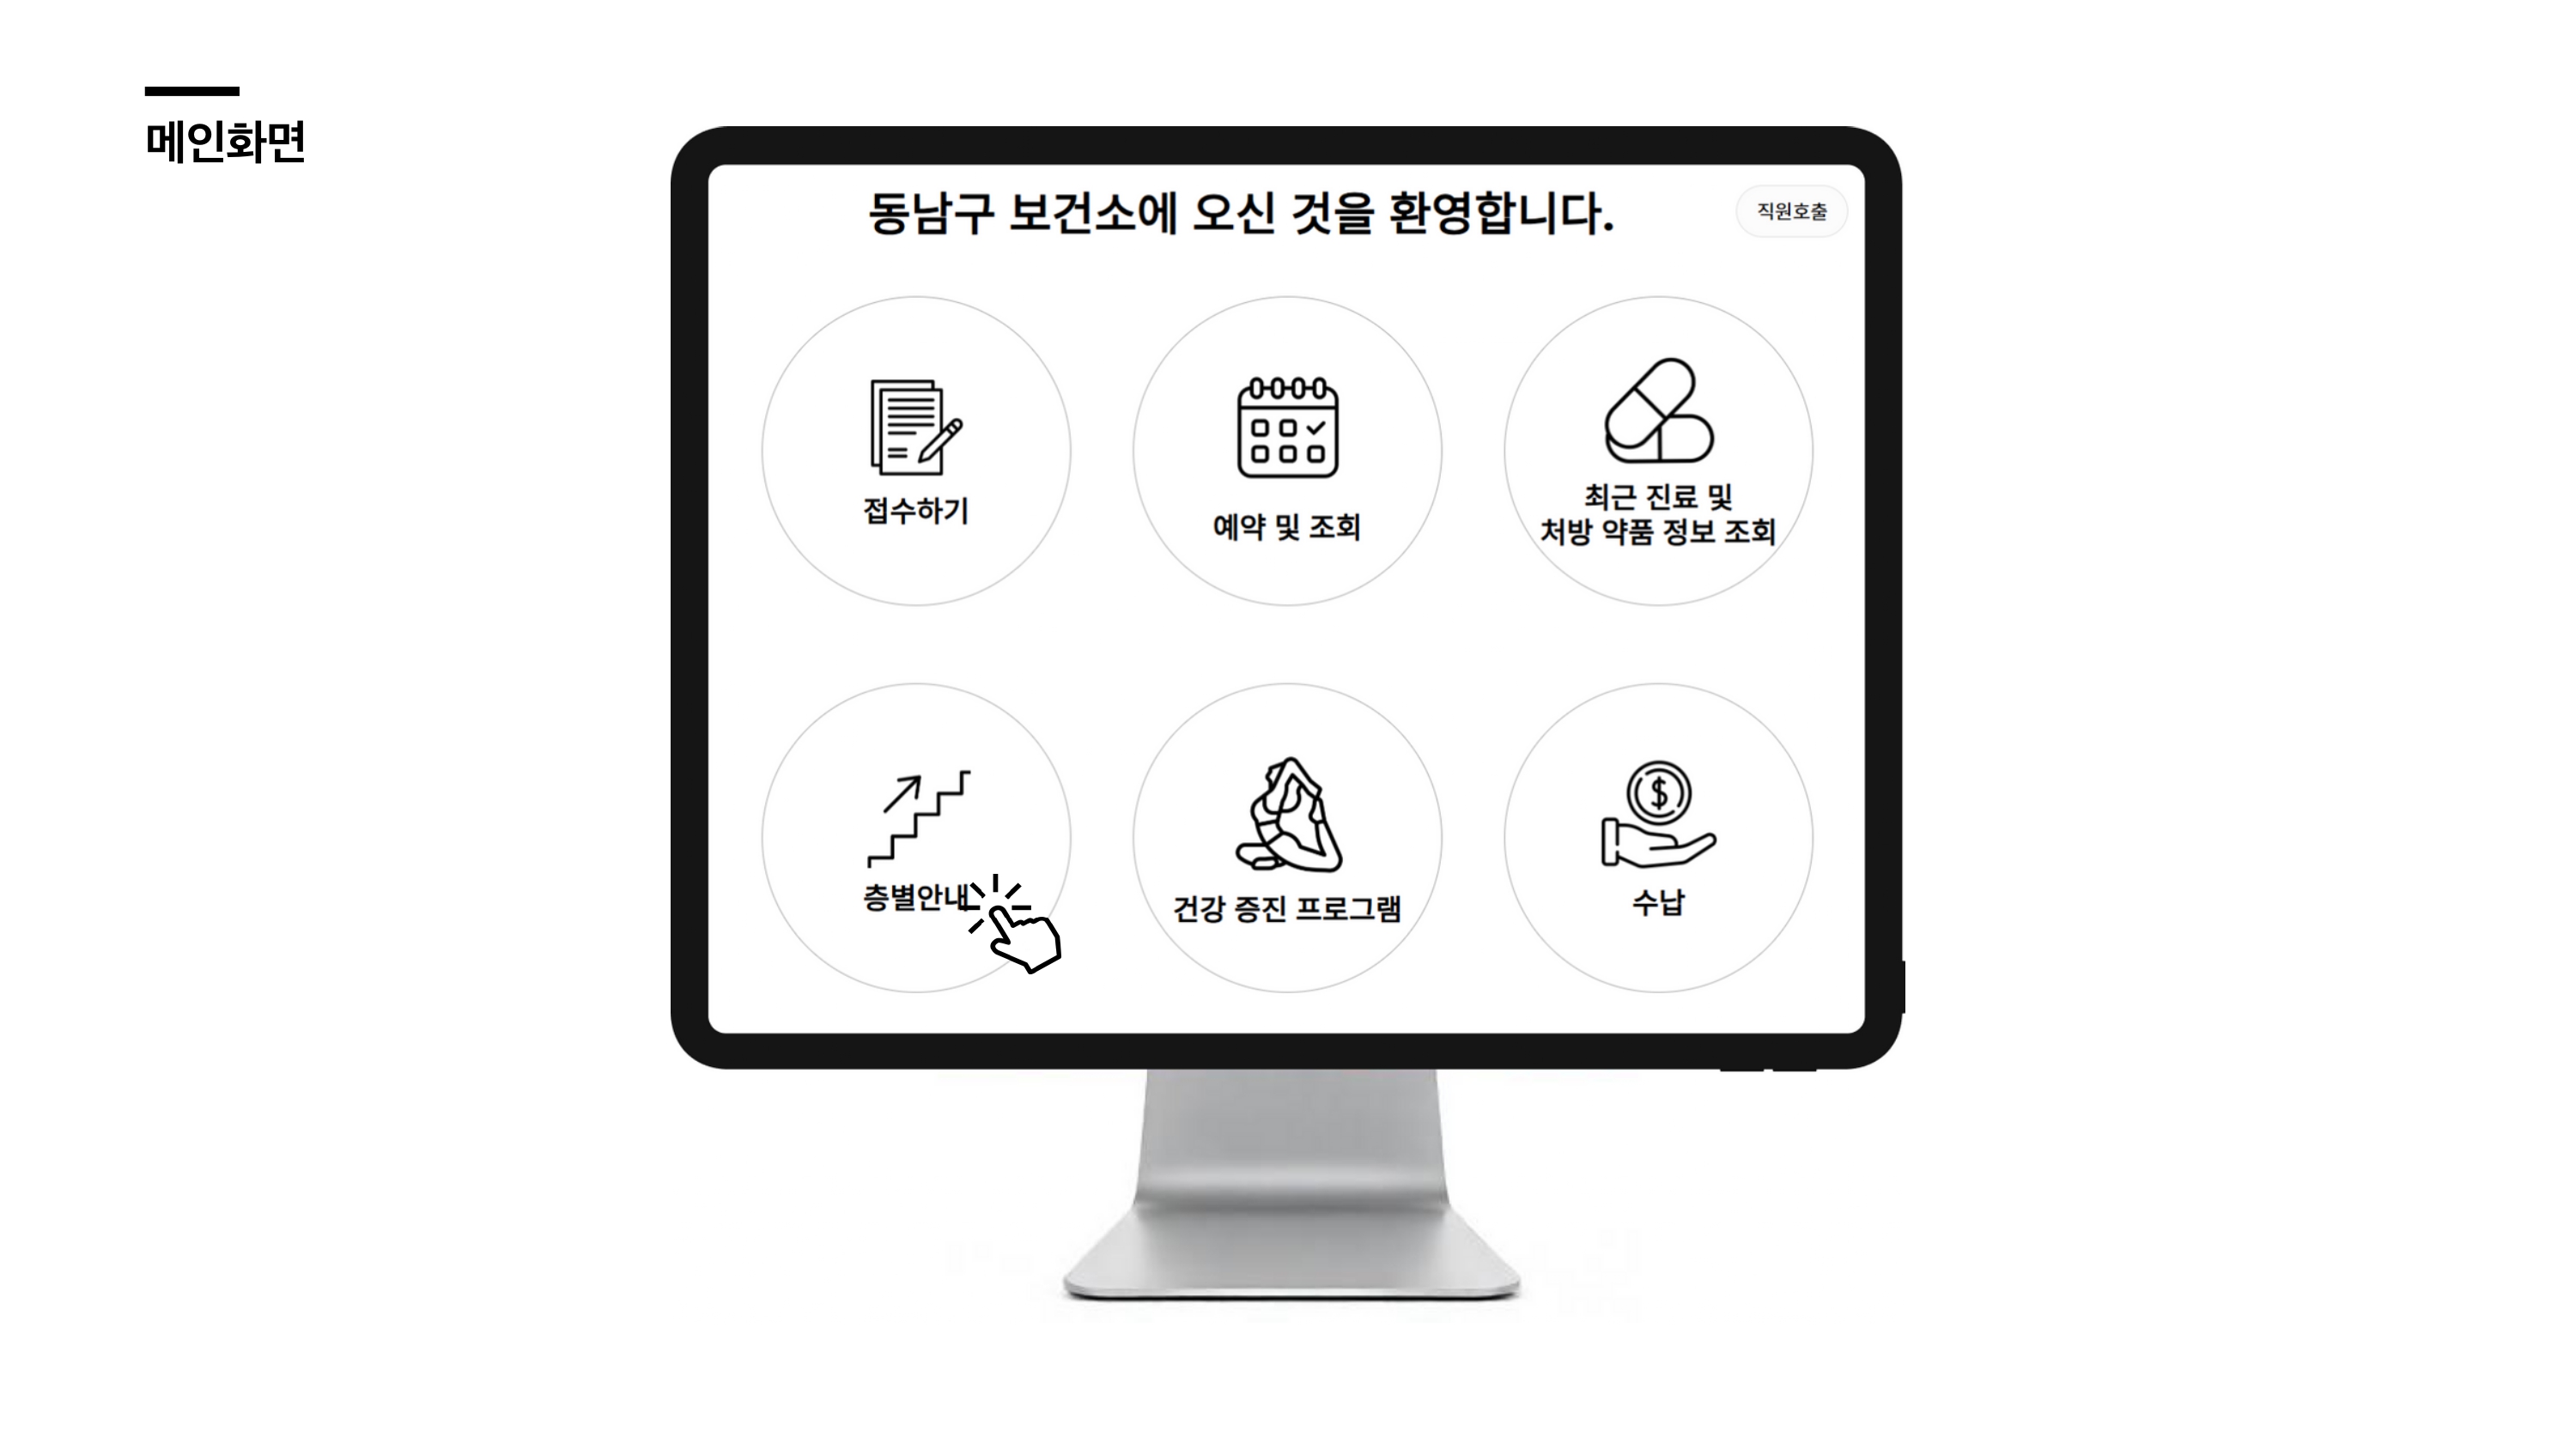 메인화면
동남구 보건소에 오신 것을 환영합니다.
직원호출
접수하기
예약 및 조회
최근 진료 및
처방 약품 정보 조회
층별안내
건강 증진 프로그램
수납